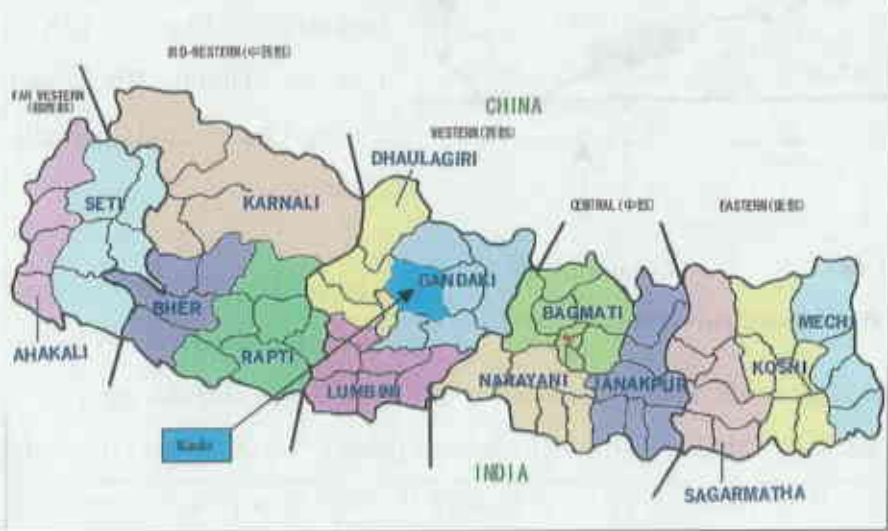 MID-WESTERN(中西部)
FAR WESTERN
CHINA
WESTERN(西部)
DHAULAGIRI
SETI
KARNALI
CENTRAL(中部)
EASTERN(東部)
GANDAKI
BHER
BAGMATI
MECHI
AHAKALI
RAPTI
LUMBINI
NARAYANI
JANAKPUR
KOSHI
INDIA
SAGARMATHA